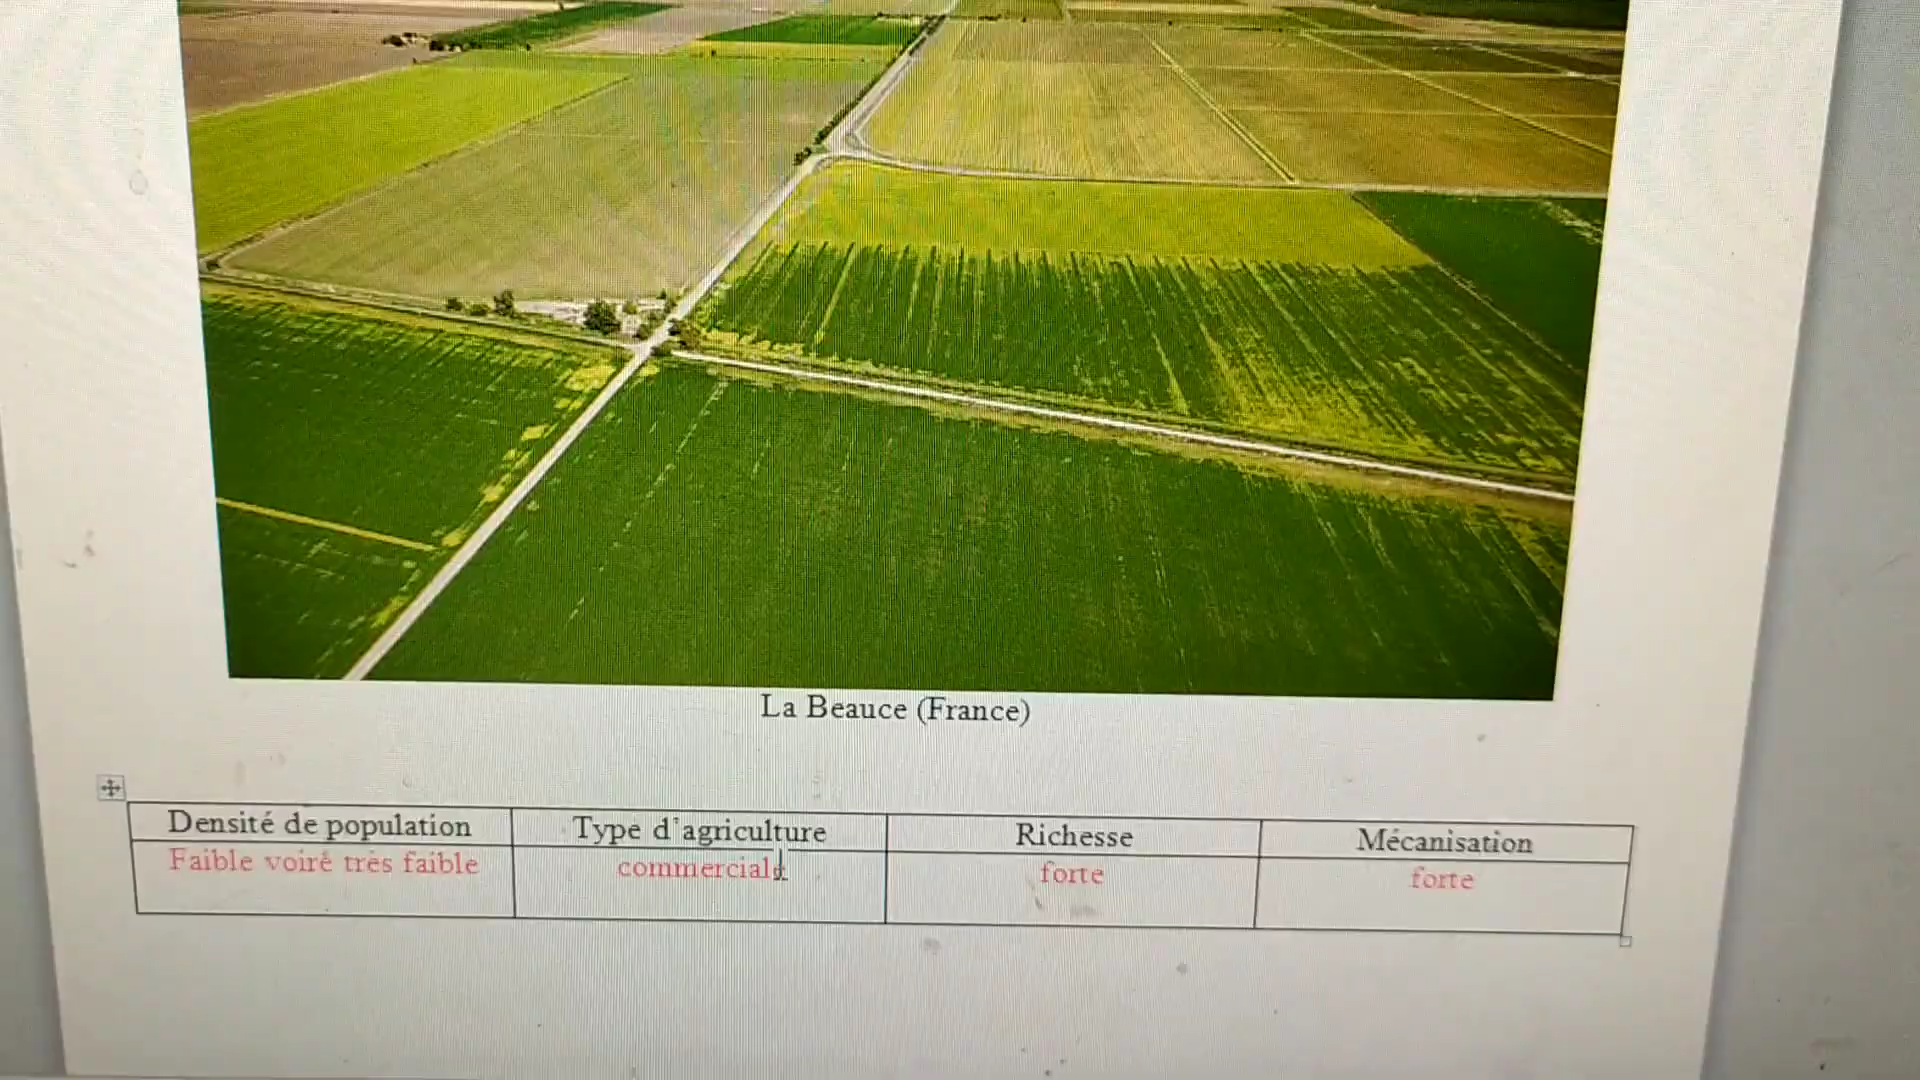 La Beauce (France)
Densité de population Type d'agriculture Richesse Mécanisation
Faible voire très faible commerciale forte forte